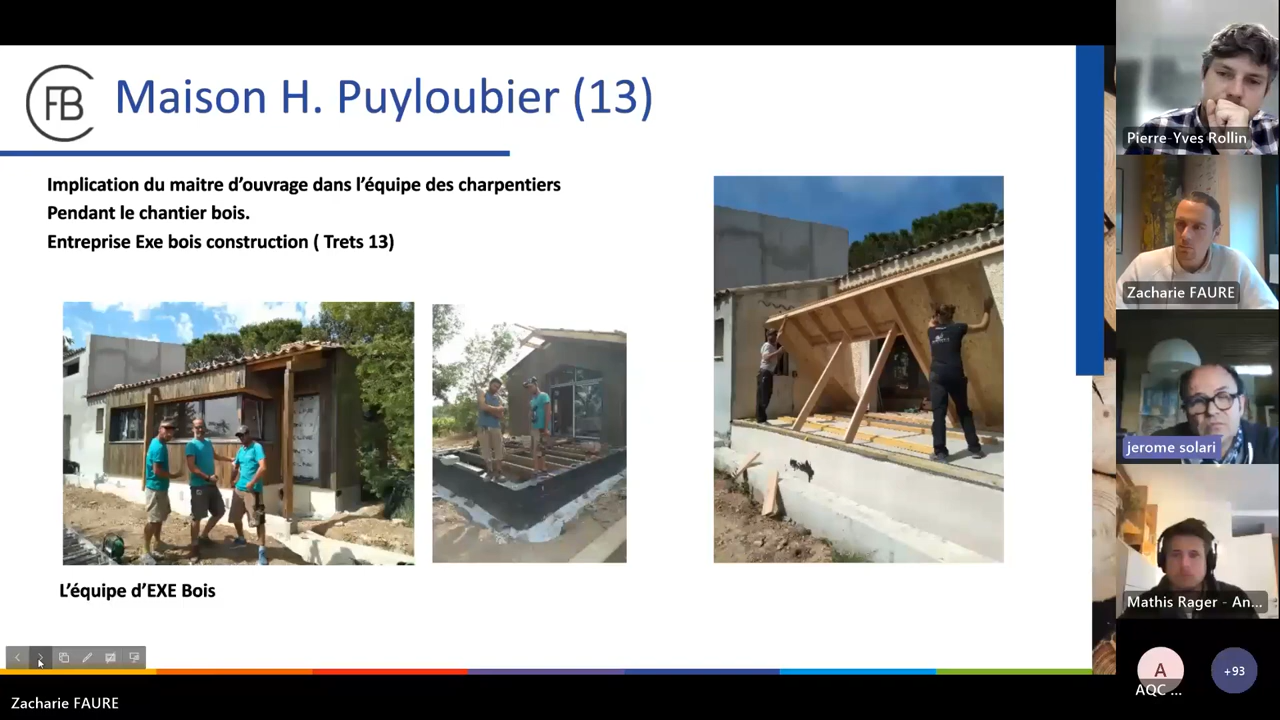 FB
Maison H. Puyloubier (13)
Implication du maitre d’ouvrage dans l’équipe des charpentiers
Pendant le chantier bois.
Entreprise Exe bois construction ( Trets 13)
L’équipe d’EXE Bois
Pierre-Yves Rollin
Zacharie FAURE
jerome solari
Mathis Rager - An...
A
AQC ...
+93
Zacharie FAURE